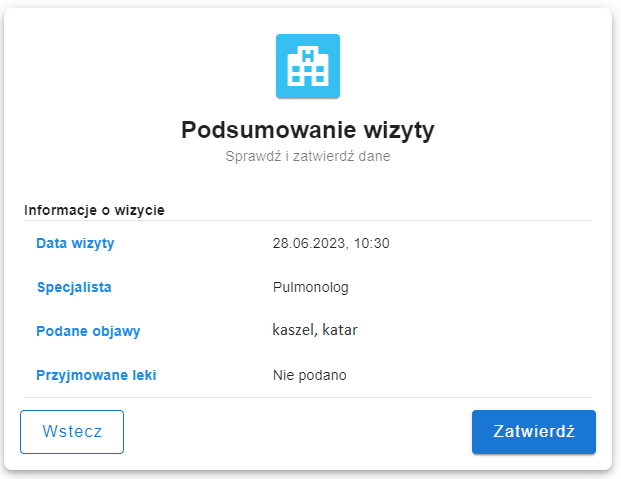 H
Podsumowanie wizyty
Sprawdź i zatwierdź dane
Informacje o wizycie
Data wizyty 28.06.2023, 10:30
Specjalista Pulmonolog
Podane objawy kaszel, katar
Przyjmowane leki Nie podano
Wstecz Zatwierdź